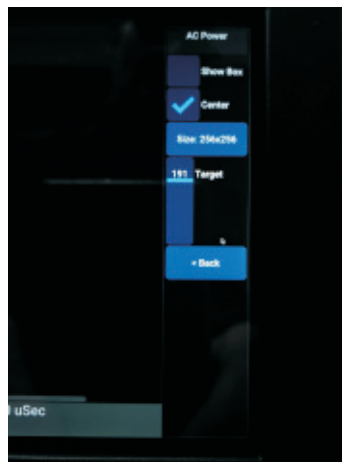 AC Power
Show Box
Center
Size: 256x256
191 Target
< Back
uSec